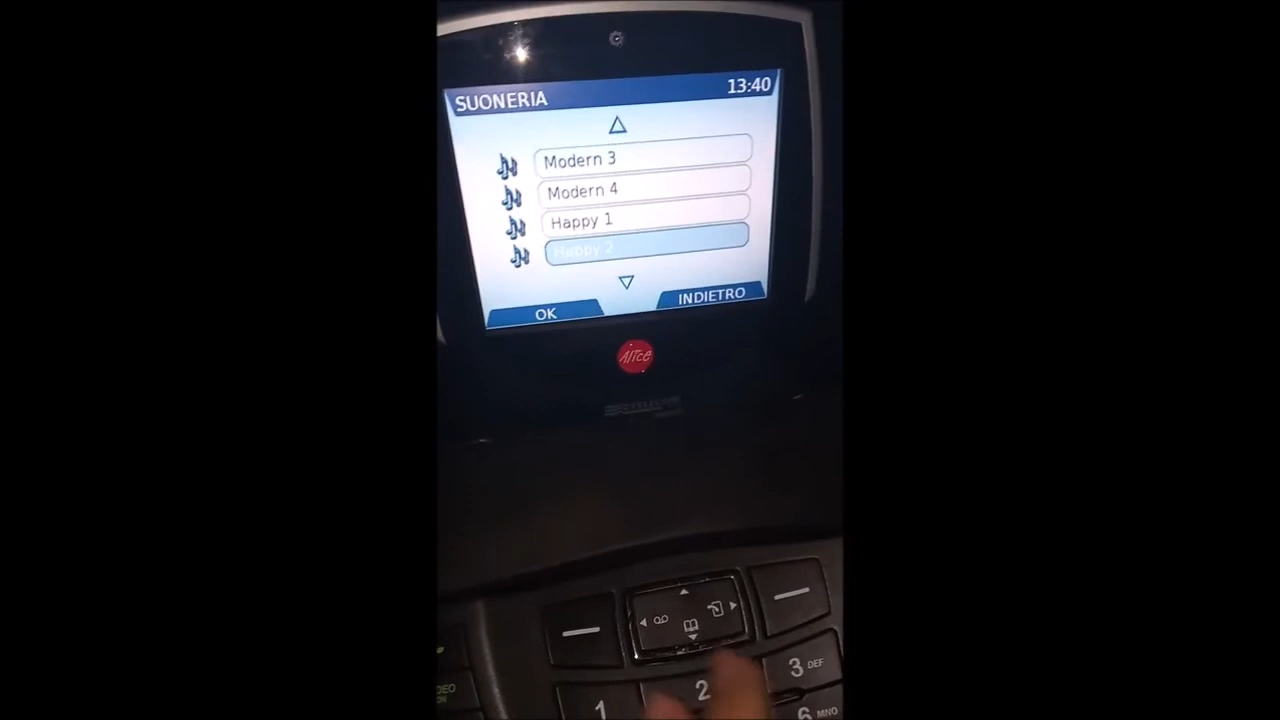 SUONERIA 13:40
Modern 3
Modern 4
Happy 1
Happy 2
OK INDIETRO
Alice
1 2 3 DEF
6 MNO